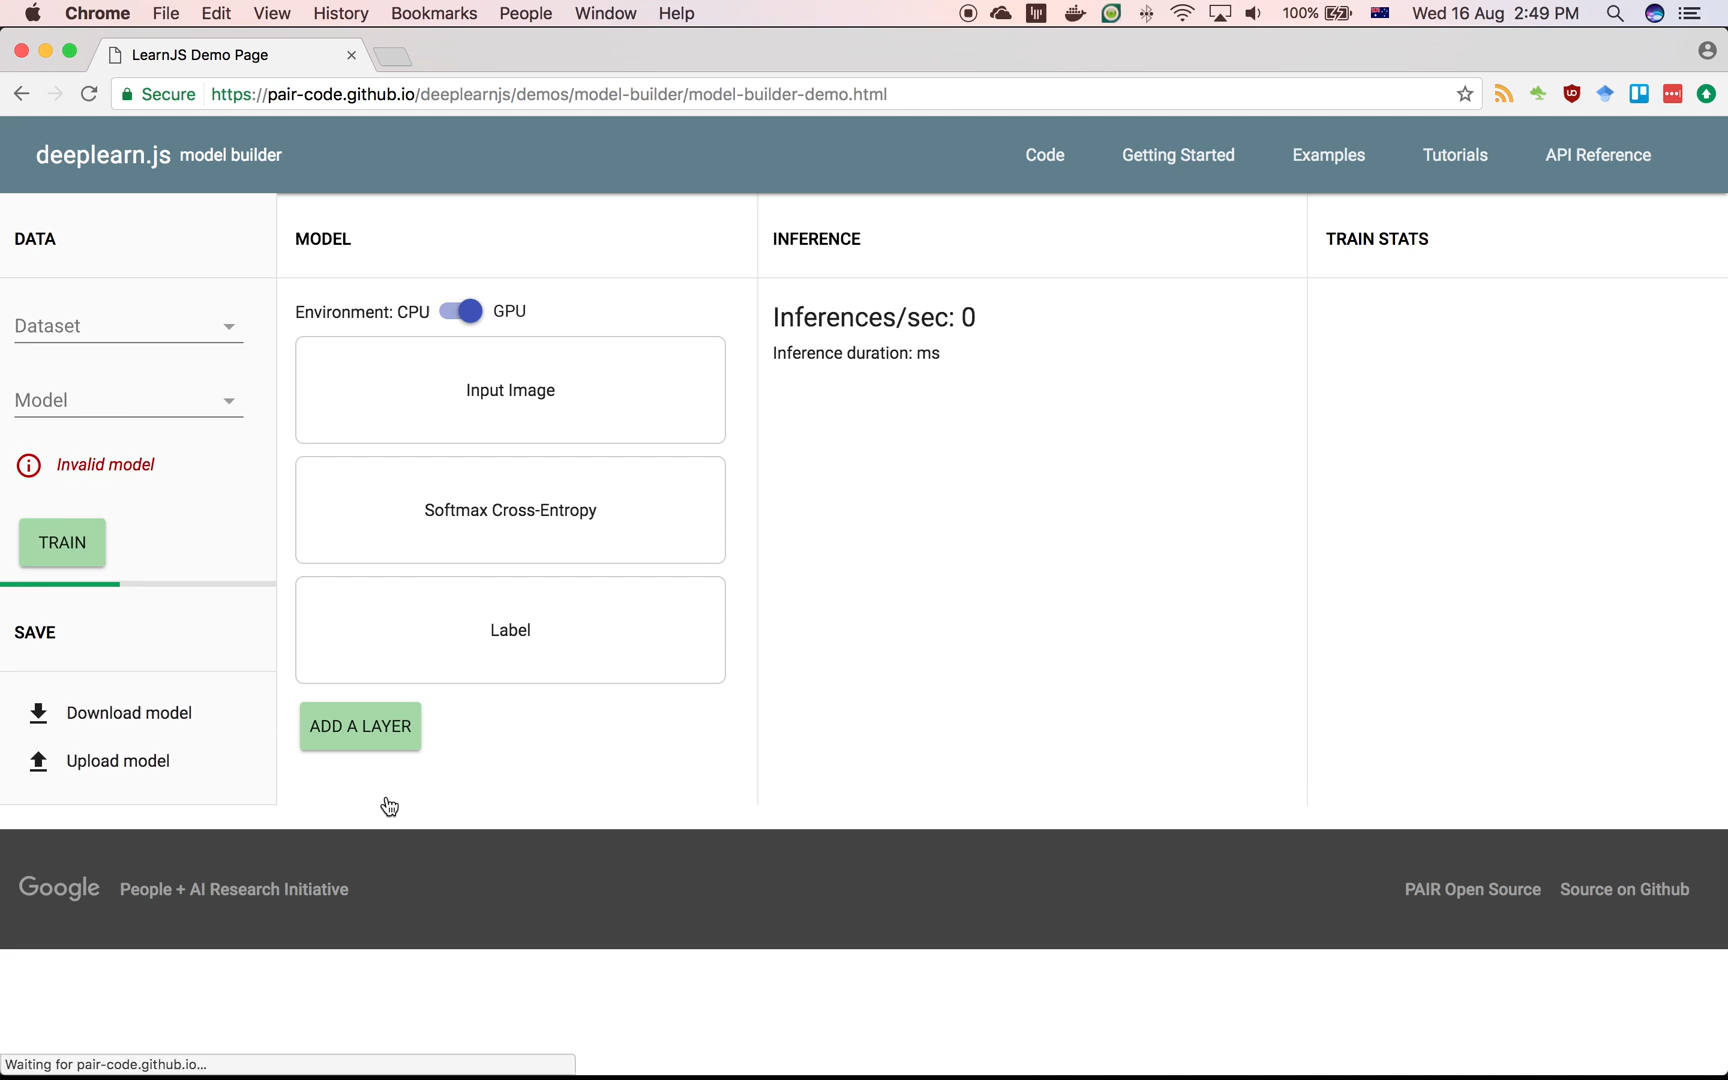 Chrome File Edit View History Bookmarks People Window Help 100% Wed 16 Aug 2:49 PM
LearnJS Demo Page
Secure https://pair-code.github.io/deeplearnjs/demos/model-builder/model-builder-demo.html
deeplearn.js model builder Code Getting Started Examples Tutorials API Reference
DATA MODEL INFERENCE TRAIN STATS
Environment: CPU GPU
Inferences/sec: 0
Dataset
Inference duration: ms
Input Image
Model
Invalid model
Softmax Cross-Entropy
TRAIN
Label
SAVE
Download model
ADD A LAYER
Upload model
Google People + AI Research Initiative PAIR Open Source Source on Github
Waiting for pair-code.github.io...